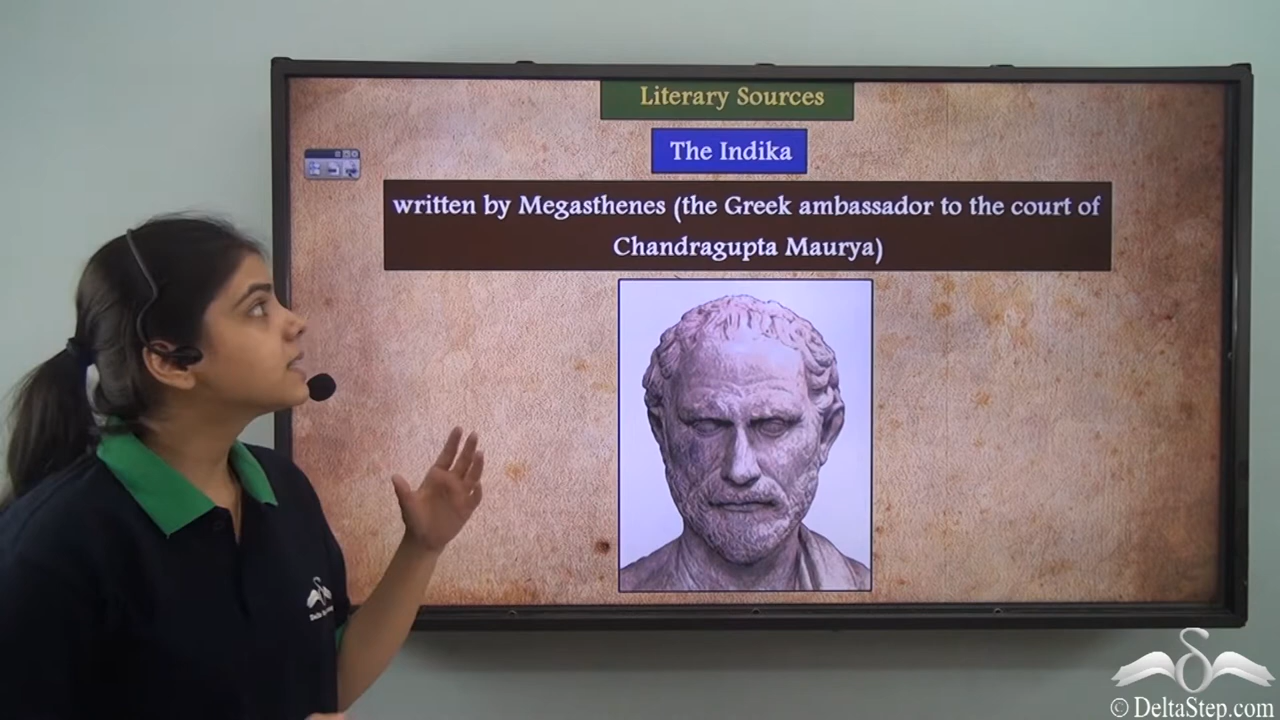 Literary Sources
The Indika
written by Megasthenes (the Greek ambassador to the court of
Chandragupta Maurya)
© DeltaStep.com